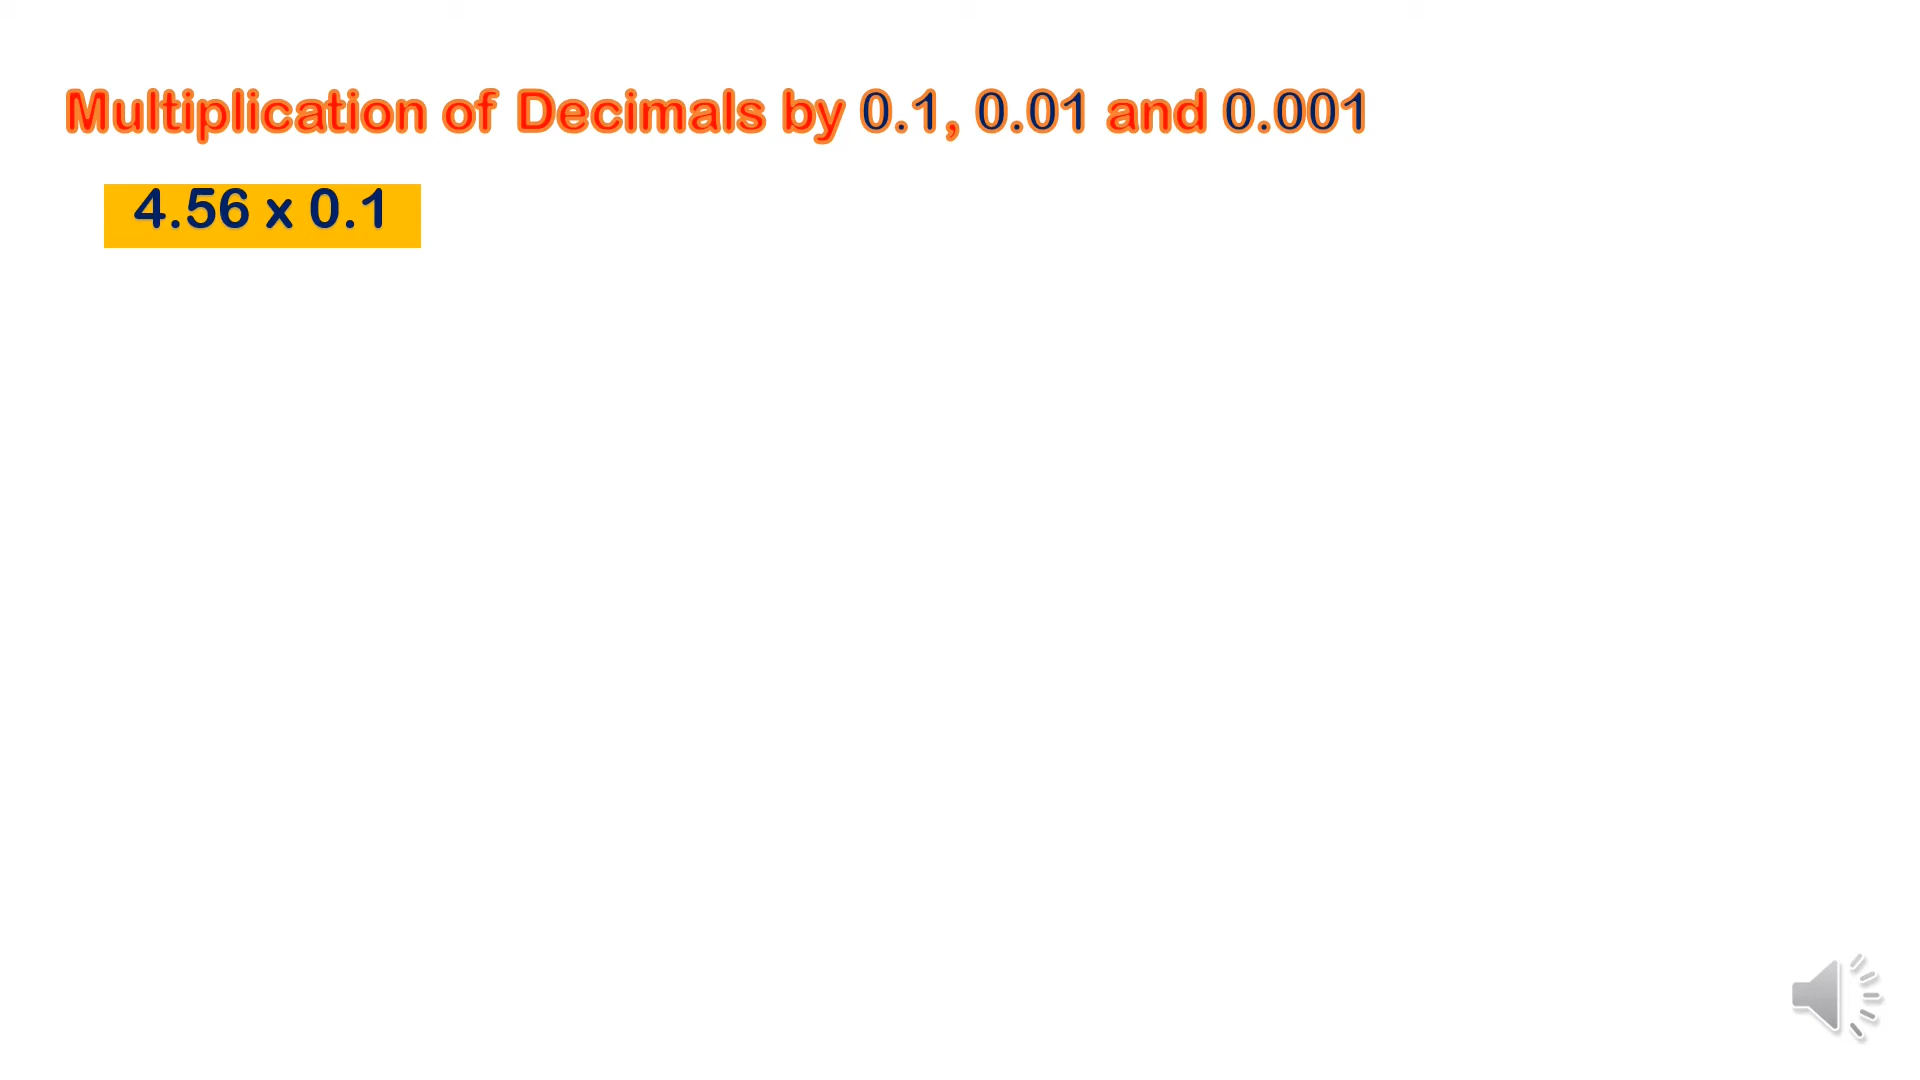 Multiplication of Decimals by 0.1, 0.01 and 0.001
4.56 x 0.1